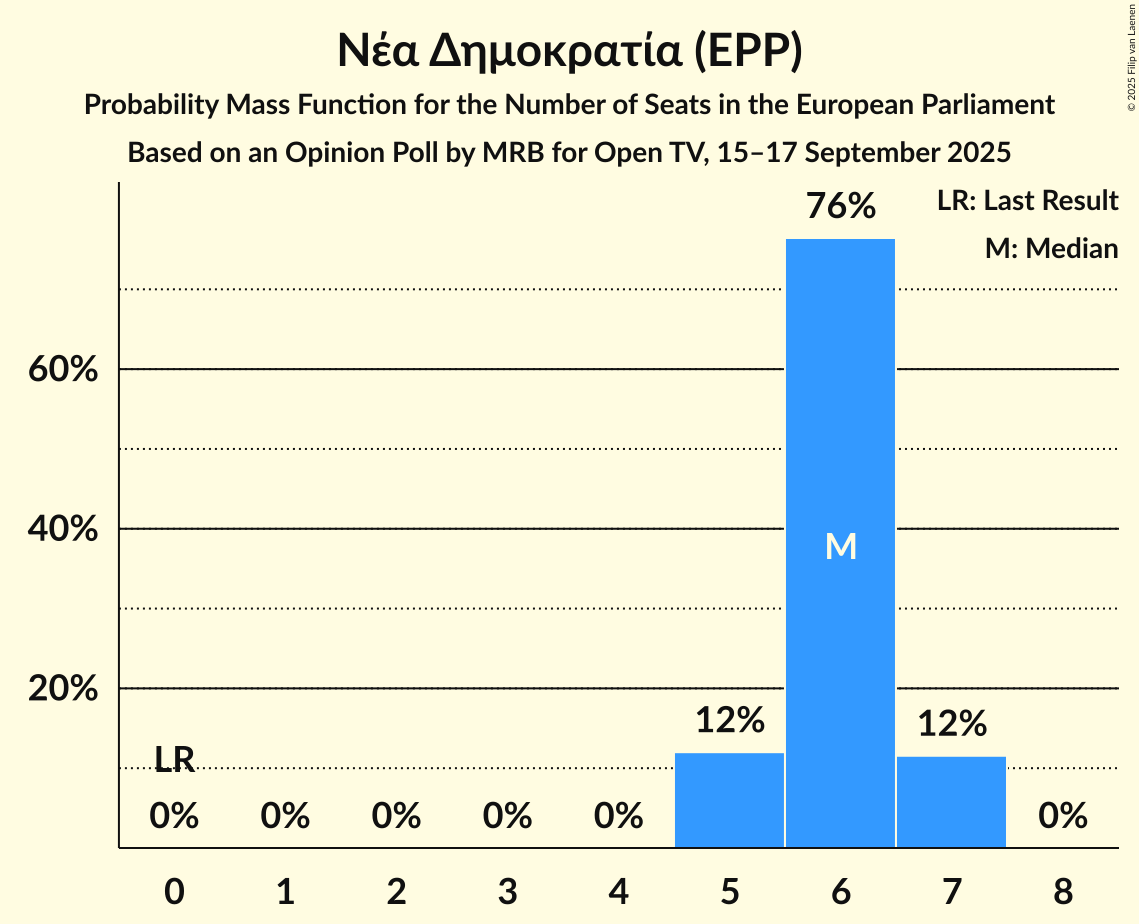 Νέα Δημοκρατία (EPP)
Probability Mass Function for the Number of Seats in the European Parliament
Based on an Opinion Poll by MRB for Open TV, 15–17 September 2025
© 2025 Filip van Laenen
LR: Last Result
M: Median
76%
60%
40%
M
20%
12%
12%
LR
0%
0%
0%
0%
0%
0%
0
1
2
3
4
5
6
7
8